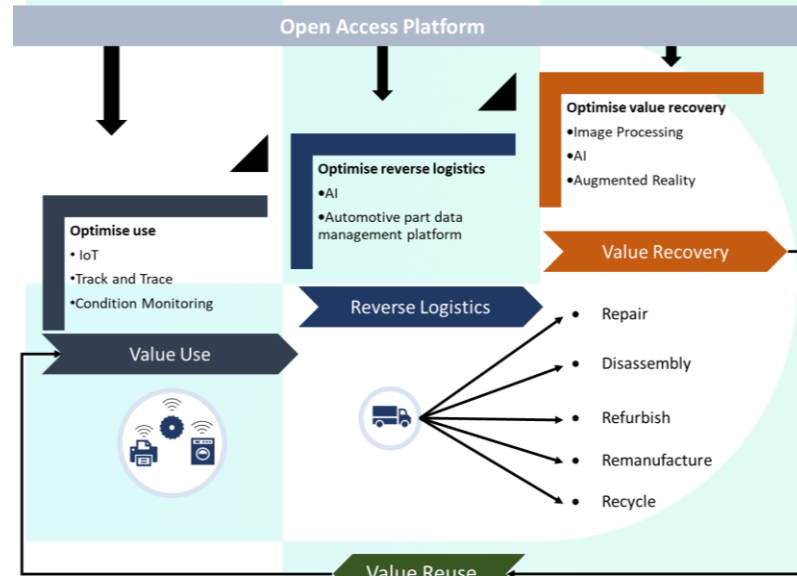 Open Access Platform
Optimise value recovery
•Image Processing
•AI
•Augmented Reality
Optimise reverse logistics
•AI
•Automotive part data
management platform
Optimise use
• IoT
•Track and Trace
•Condition Monitoring
Value Recovery
Reverse Logistics
Value Use
• Repair
• Disassembly
• Refurbish
• Remanufacture
• Recycle
Value Reuse